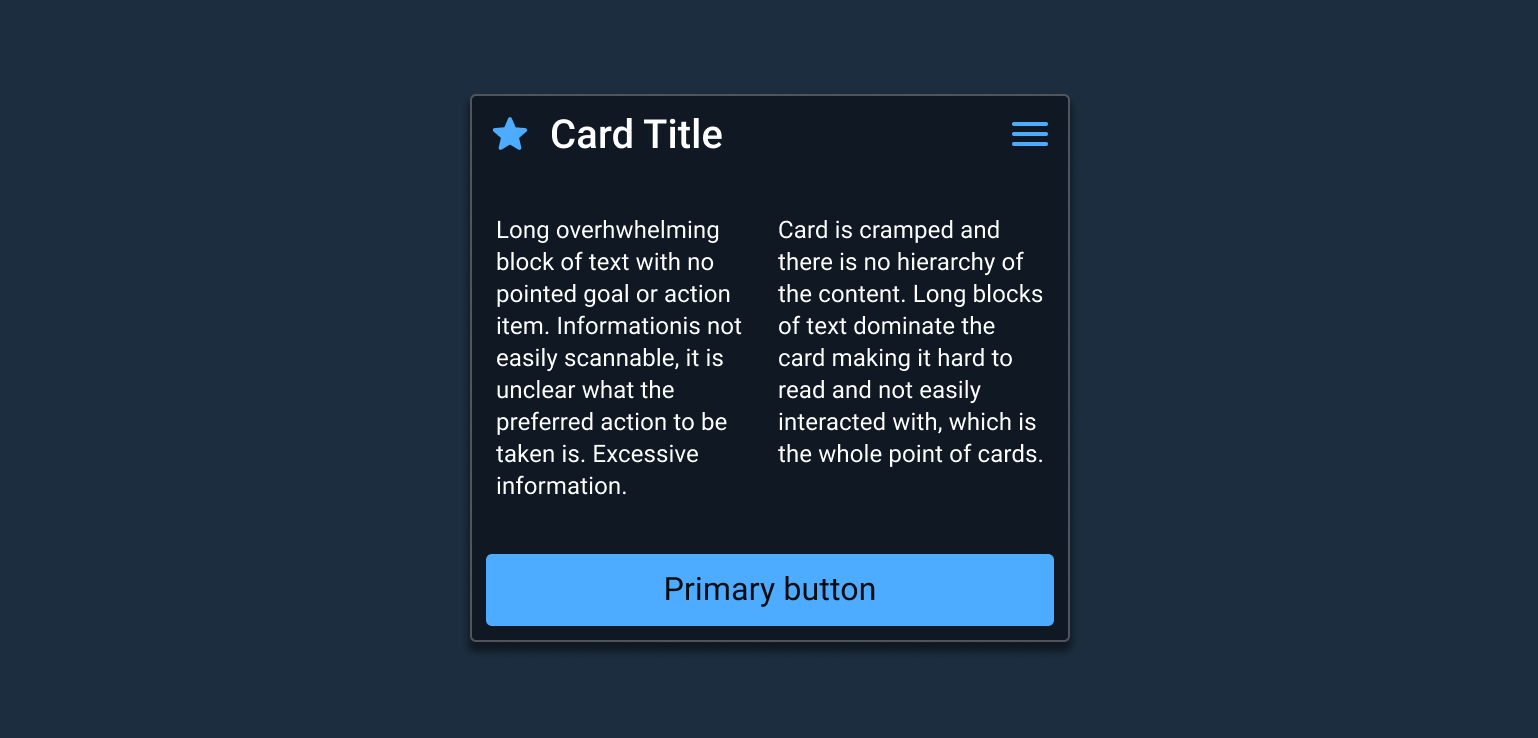 Card Title
Long overhwhelming
block of text with no
pointed goal or action
item. Informationis not
easily scannable, it is
unclear what the
preferred action to be
taken is. Excessive
information.
Card is cramped and
there is no hierarchy of
the content. Long blocks
of text dominate the
card making it hard to
read and not easily
interacted with, which is
the whole point of cards.
Primary button